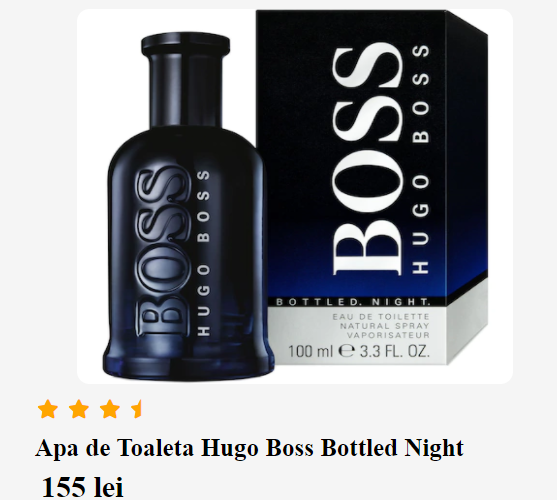 BOSS
HUGO BOSS
BOSS
HUGO BOSS
BOTTLED. NIGHT.
EAU DE TOILETTE
NATURAL SPRAY
VAPORISATEUR
100 ml ℮ 3.3 FL. OZ.
Apa de Toaleta Hugo Boss Bottled Night
155 lei